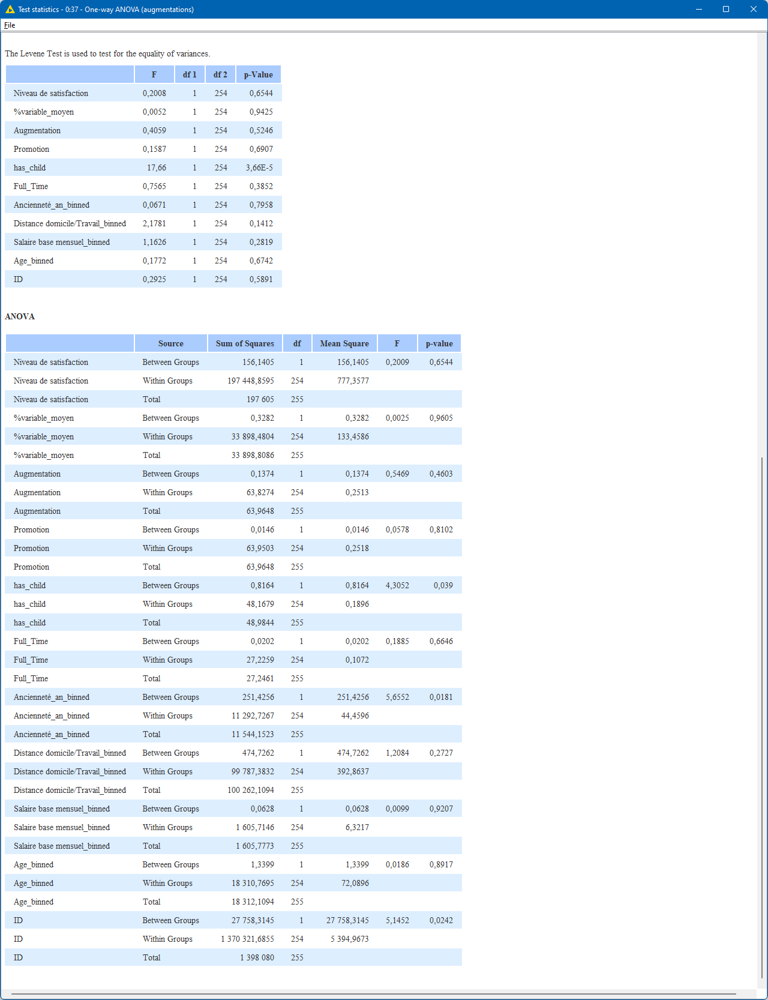 Test statistics - 0:37 - One-way ANOVA (augmentations)
File
The Levene Test is used to test for the equality of variances.
F df 1 df 2 p-Value
Niveau de satisfaction 0,2008 1 254 0,6544
%variable_moyen 0,0052 1 254 0,9425
Augmentation 0,4059 1 254 0,5246
Promotion 0,1587 1 254 0,6907
has_child 17,66 1 254 3,66E-5
Full_Time 0,7565 1 254 0,3852
Ancienneté_an_binned 0,0671 1 254 0,7958
Distance domicile/Travail_binned 2,1781 1 254 0,1412
Salaire base mensuel_binned 1,1626 1 254 0,2819
Age_binned 0,1772 1 254 0,6742
ID 0,2925 1 254 0,5891
ANOVA
Source Sum of Squares df Mean Square F p-value
Niveau de satisfaction Between Groups 156,1405 1 156,1405 0,2009 0,6544
Niveau de satisfaction Within Groups 197 448,8595 254 777,3577
Niveau de satisfaction Total 197 605 255
%variable_moyen Between Groups 0,3282 1 0,3282 0,0025 0,9605
%variable_moyen Within Groups 33 898,4804 254 133,4586
%variable_moyen Total 33 898,8086 255
Augmentation Between Groups 0,1374 1 0,1374 0,5469 0,4603
Augmentation Within Groups 63,8274 254 0,2513
Augmentation Total 63,9648 255
Promotion Between Groups 0,0146 1 0,0146 0,0578 0,8102
Promotion Within Groups 63,9503 254 0,2518
Promotion Total 63,9648 255
has_child Between Groups 0,8164 1 0,8164 4,3052 0,039
has_child Within Groups 48,1679 254 0,1896
has_child Total 48,9844 255
Full_Time Between Groups 0,0202 1 0,0202 0,1885 0,6646
Full_Time Within Groups 27,2259 254 0,1072
Full_Time Total 27,2461 255
Ancienneté_an_binned Between Groups 251,4256 1 251,4256 5,6552 0,0181
Ancienneté_an_binned Within Groups 11 292,7267 254 44,4596
Ancienneté_an_binned Total 11 544,1523 255
Distance domicile/Travail_binned Between Groups 474,7262 1 474,7262 1,2084 0,2727
Distance domicile/Travail_binned Within Groups 99 787,3832 254 392,8637
Distance domicile/Travail_binned Total 100 262,1094 255
Salaire base mensuel_binned Between Groups 0,0628 1 0,0628 0,0099 0,9207
Salaire base mensuel_binned Within Groups 1 605,7146 254 6,3217
Salaire base mensuel_binned Total 1 605,7773 255
Age_binned Between Groups 1,3399 1 1,3399 0,0186 0,8917
Age_binned Within Groups 18 310,7695 254 72,0896
Age_binned Total 18 312,1094 255
ID Between Groups 27 758,3145 1 27 758,3145 5,1452 0,0242
ID Within Groups 1 370 321,6855 254 5 394,9673
ID Total 1 398 080 255